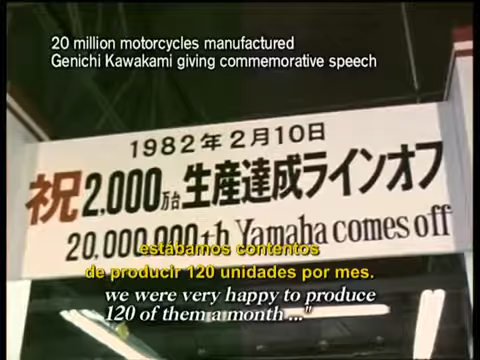 20 million motorcycles manufactured
Genichi Kawakami giving commemorative speech
1982年2月10日
祝2,000万台生産達成ラインオフ
20,000,000th Yamaha comes off
estábamos contentos
de producir 120 unidades por mes.
we were very happy to produce
120 of them a month ..."